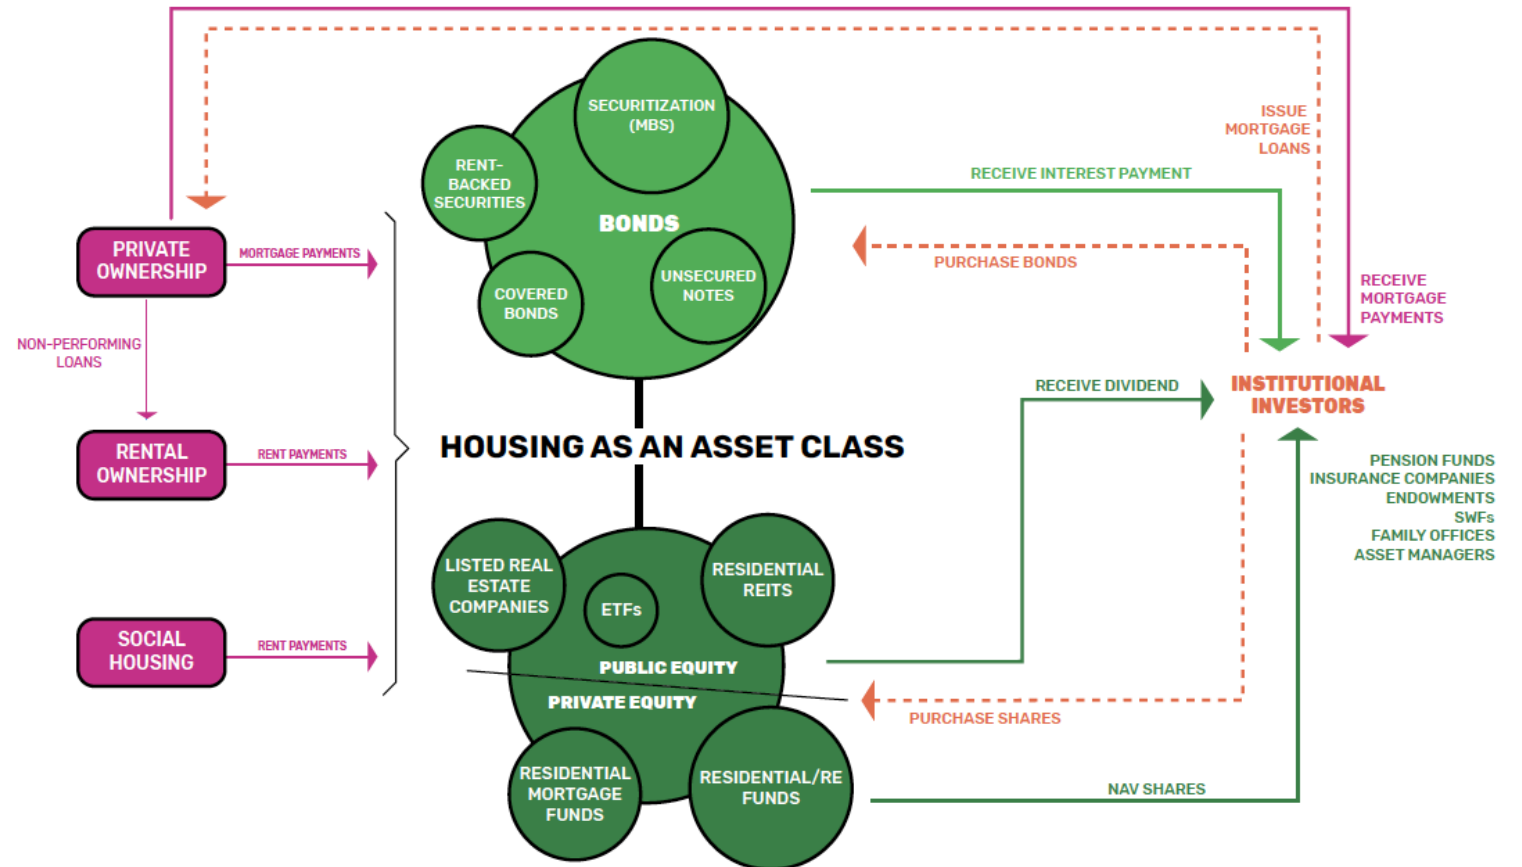 SECURITIZATION
(MBS)
RENT-
BACKED
SECURITIES
BONDS
COVERED
BONDS
UNSECURED
NOTES
ISSUE
MORTGAGE
LOANS
RECEIVE INTEREST PAYMENT
PURCHASE BONDS
RECEIVE
MORTGAGE
PAYMENTS
PRIVATE
OWNERSHIP
MORTGAGE PAYMENTS
NON-PERFORMING
LOANS
RENTAL
OWNERSHIP
RENT PAYMENTS
SOCIAL
HOUSING
RENT PAYMENTS
HOUSING AS AN ASSET CLASS
RECEIVE DIVIDEND
INSTITUTIONAL
INVESTORS
PENSION FUNDS
INSURANCE COMPANIES
ENDOWMENTS
SWFs
FAMILY OFFICES
ASSET MANAGERS
LISTED REAL
ESTATE
COMPANIES
ETFs
RESIDENTIAL
REITS
PUBLIC EQUITY
PRIVATE EQUITY
PURCHASE SHARES
RESIDENTIAL
MORTGAGE
FUNDS
RESIDENTIAL/RE
FUNDS
NAV SHARES